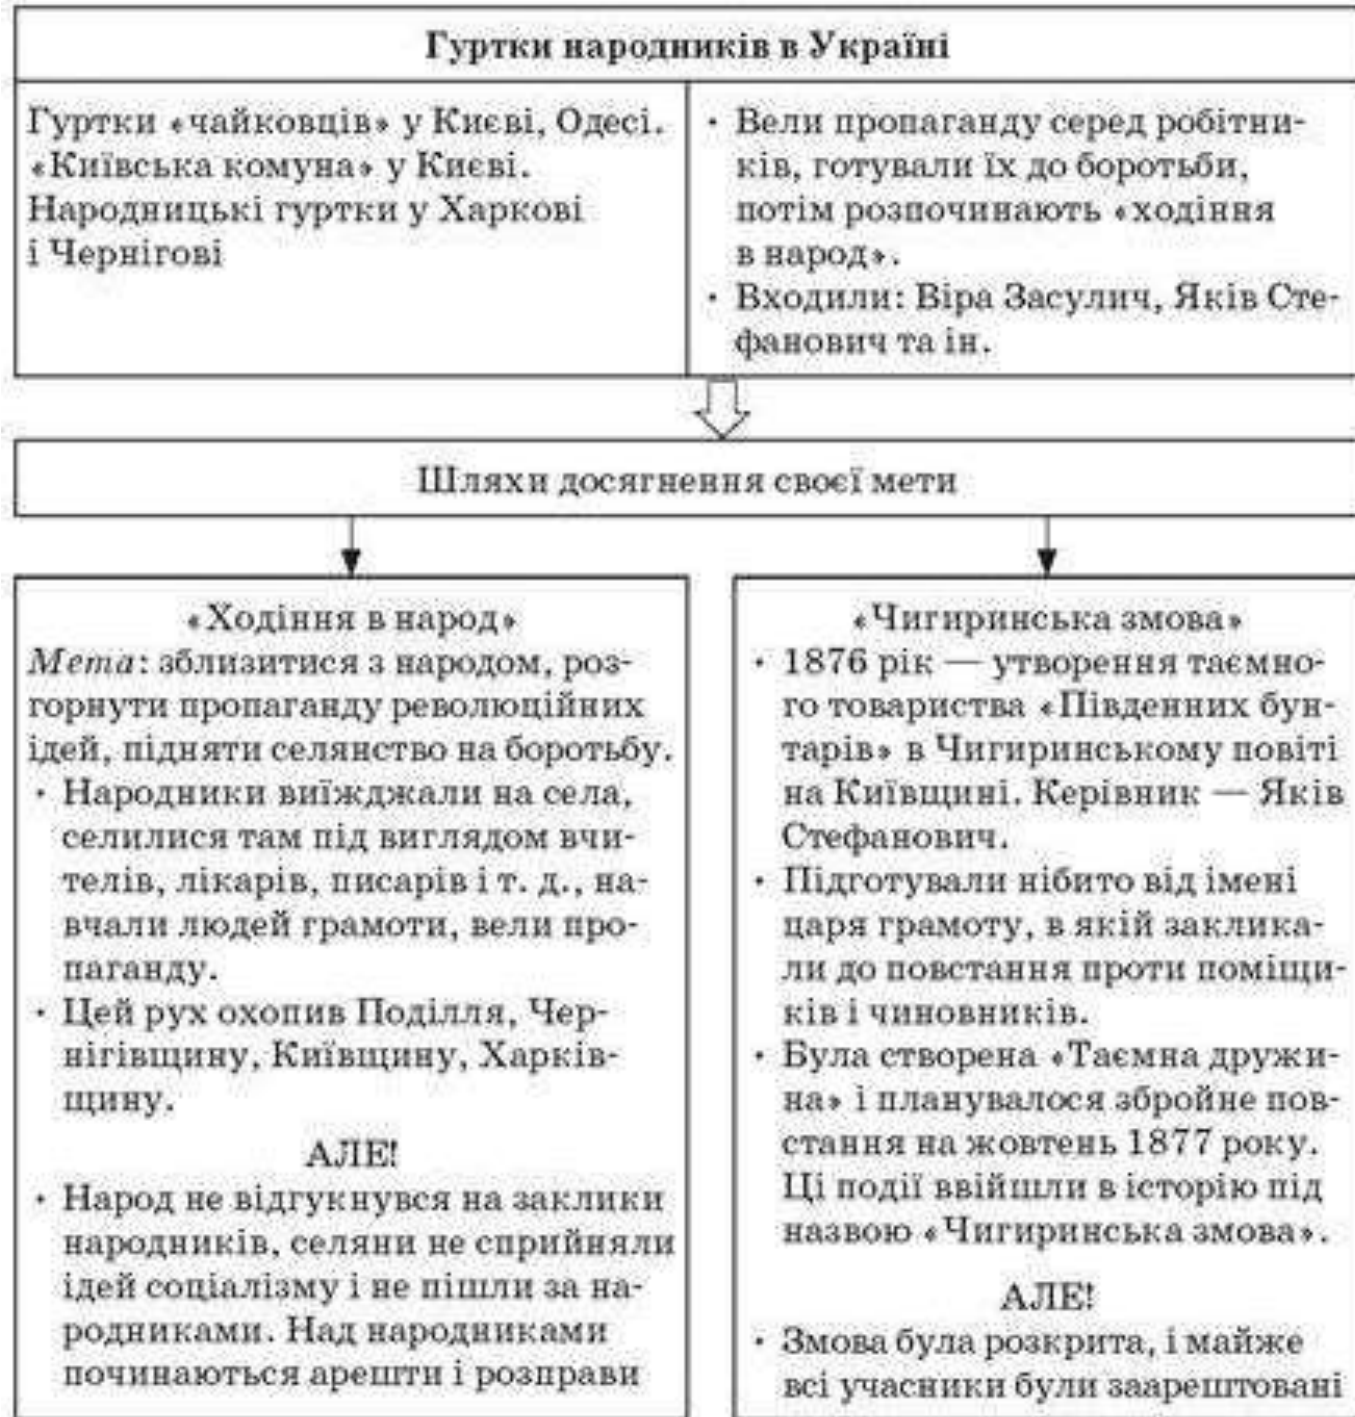 Гуртки народників в Україні
Гуртки «чайковців» у Києві, Одесі.
«Київська комуна» у Києві.
Народницькі гуртки у Харкові
і Чернігові
• Вели пропаганду серед робітни-
ків, готували їх до боротьби,
потім розпочинають «ходіння
в народ».
• Входили: Віра Засулич, Яків Сте-
фанович та ін.
Шляхи досягнення своєї мети
«Ходіння в народ»
Мета: зблизитися з народом, роз-
горнути пропаганду революційних
ідей, підняти селянство на боротьбу.
• Народники виїжджали на села,
селилися там під виглядом вчи-
телів, лікарів, писарів і т. д., на-
вчали людей грамоти, вели про-
паганду.
• Цей рух охопив Поділля, Чер-
нігівщину, Київщину, Харків-
щину.
АЛЕ!
• Народ не відгукнувся на заклики
народників, селяни не сприйняли
ідей соціалізму і не пішли за на-
родниками. Над народниками
починаються арешти і розправи
«Чигиринська змова»
• 1876 рік — утворення таємно-
го товариства «Південних бун-
тарів» в Чигиринському повіті
на Київщині. Керівник — Яків
Стефанович.
• Підготували нібито від імені
царя грамоту, в якій заклика-
ли до повстання проти поміщи-
ків і чиновників.
• Була створена «Таємна дружи-
на» і планувалося збройне пов-
стання на жовтень 1877 року.
Ці події ввійшли в історію під
назвою «Чигиринська змова».
АЛЕ!
• Змова була розкрита, і майже
всі учасники були заарештовані